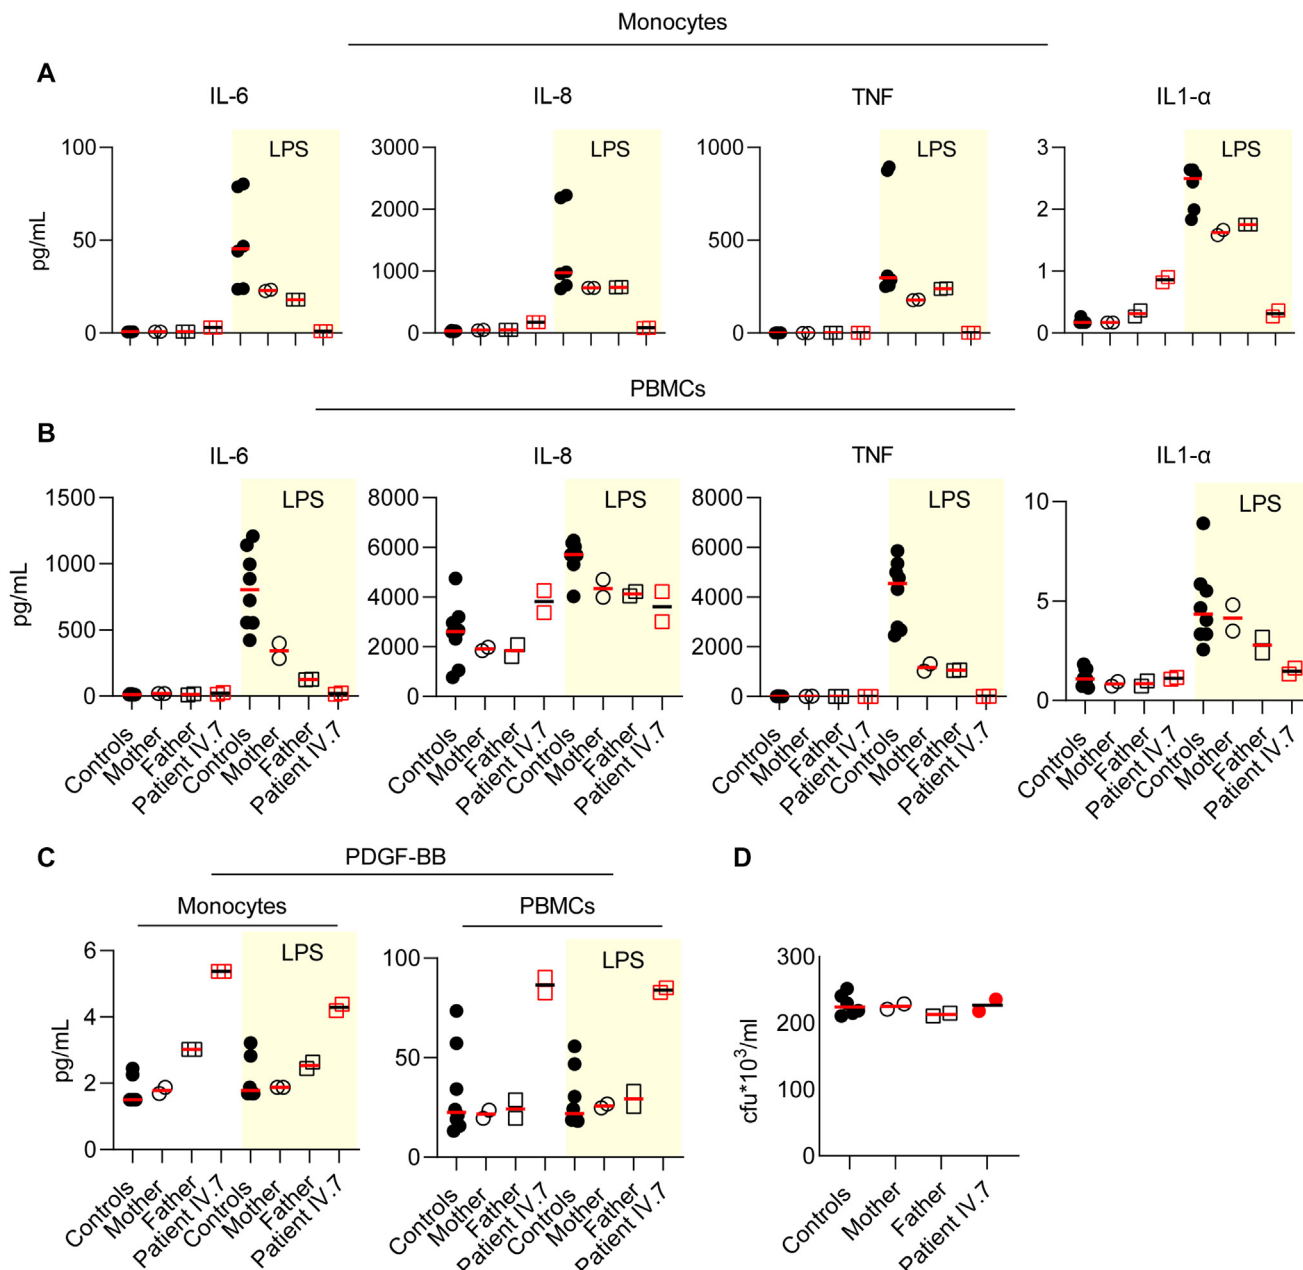 Monocytes
A
IL-6
IL-8
TNF
IL1-α
pg/mL
100
50
0
LPS
3000
2000
1000
0
LPS
1000
500
0
LPS
3
2
1
0
LPS
PBMCs
B
IL-6
IL-8
TNF
IL1-α
pg/mL
1500
1000
500
0
LPS
8000
6000
4000
2000
0
LPS
8000
6000
4000
2000
0
LPS
10
5
0
LPS
Controls
Mother
Father
Patient IV.7
Controls
Mother
Father
Patient IV.7
Controls
Mother
Father
Patient IV.7
Controls
Mother
Father
Patient IV.7
Controls
Mother
Father
Patient IV.7
Controls
Mother
Father
Patient IV.7
Controls
Mother
Father
Patient IV.7
Controls
Mother
Father
Patient IV.7
C
PDGF-BB
Monocytes
PBMCs
pg/mL
6
4
2
0
LPS
100
50
0
LPS
Controls
Mother
Father
Patient IV.7
Controls
Mother
Father
Patient IV.7
Controls
Mother
Father
Patient IV.7
Controls
Mother
Father
Patient IV.7
D
cfu*10³/ml
300
200
100
0
Controls
Mother
Father
Patient IV.7